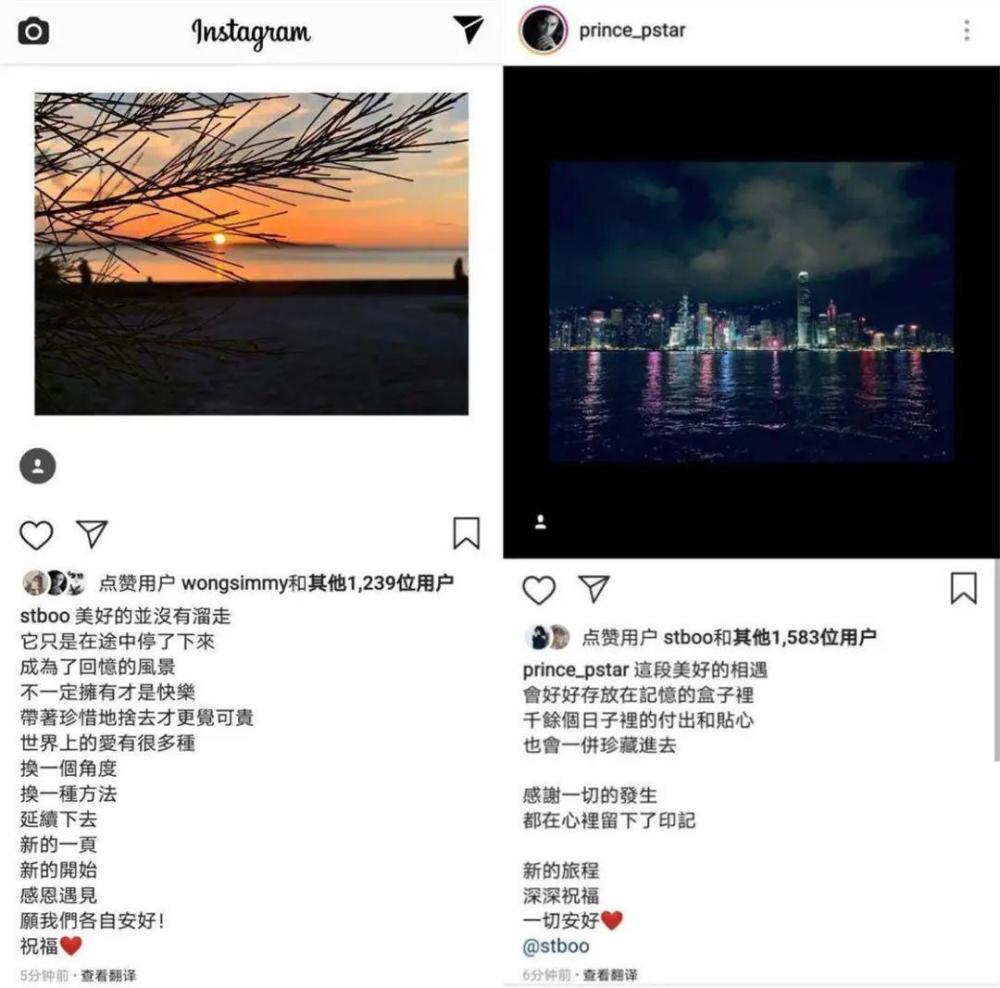 Instagram
点赞用户 wongsimmy和其他1,239位用户
stboo 美好的並沒有溜走
它只是在途中停了下來
成為了回憶的風景
不一定擁有才是快樂
帶著珍惜地捨去才更覺可貴
世界上的愛有很多種
換一個角度
換一種方法
延續下去
新的一頁
新的開始
感恩遇見
願我們各自安好!
祝福❤️
5分钟前 · 查看翻译
prince_pstar
点赞用户 stboo和其他1,583位用户
prince_pstar 這段美好的相遇
會好好存放在記憶的盒子裡
千餘個日子裡的付出和貼心
也會一併珍藏進去
感謝一切的發生
都在心裡留下了印記
新的旅程
深深祝福
一切安好❤️
@stboo
6分钟前 · 查看翻译